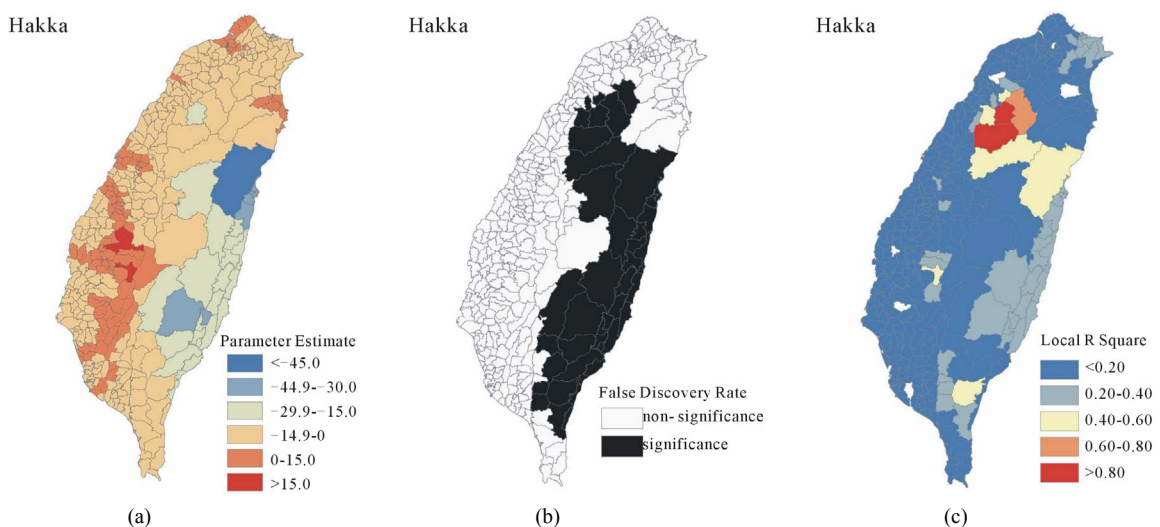 Hakka
Parameter Estimate
<−45.0
−44.9-−30.0
−29.9-−15.0
−14.9-0
0-15.0
>15.0
(a)
False Discovery Rate
non- significance
significance
(b)
Hakka
Local R Square
<0.20
0.20-0.40
0.40-0.60
0.60-0.80
>0.80
(c)